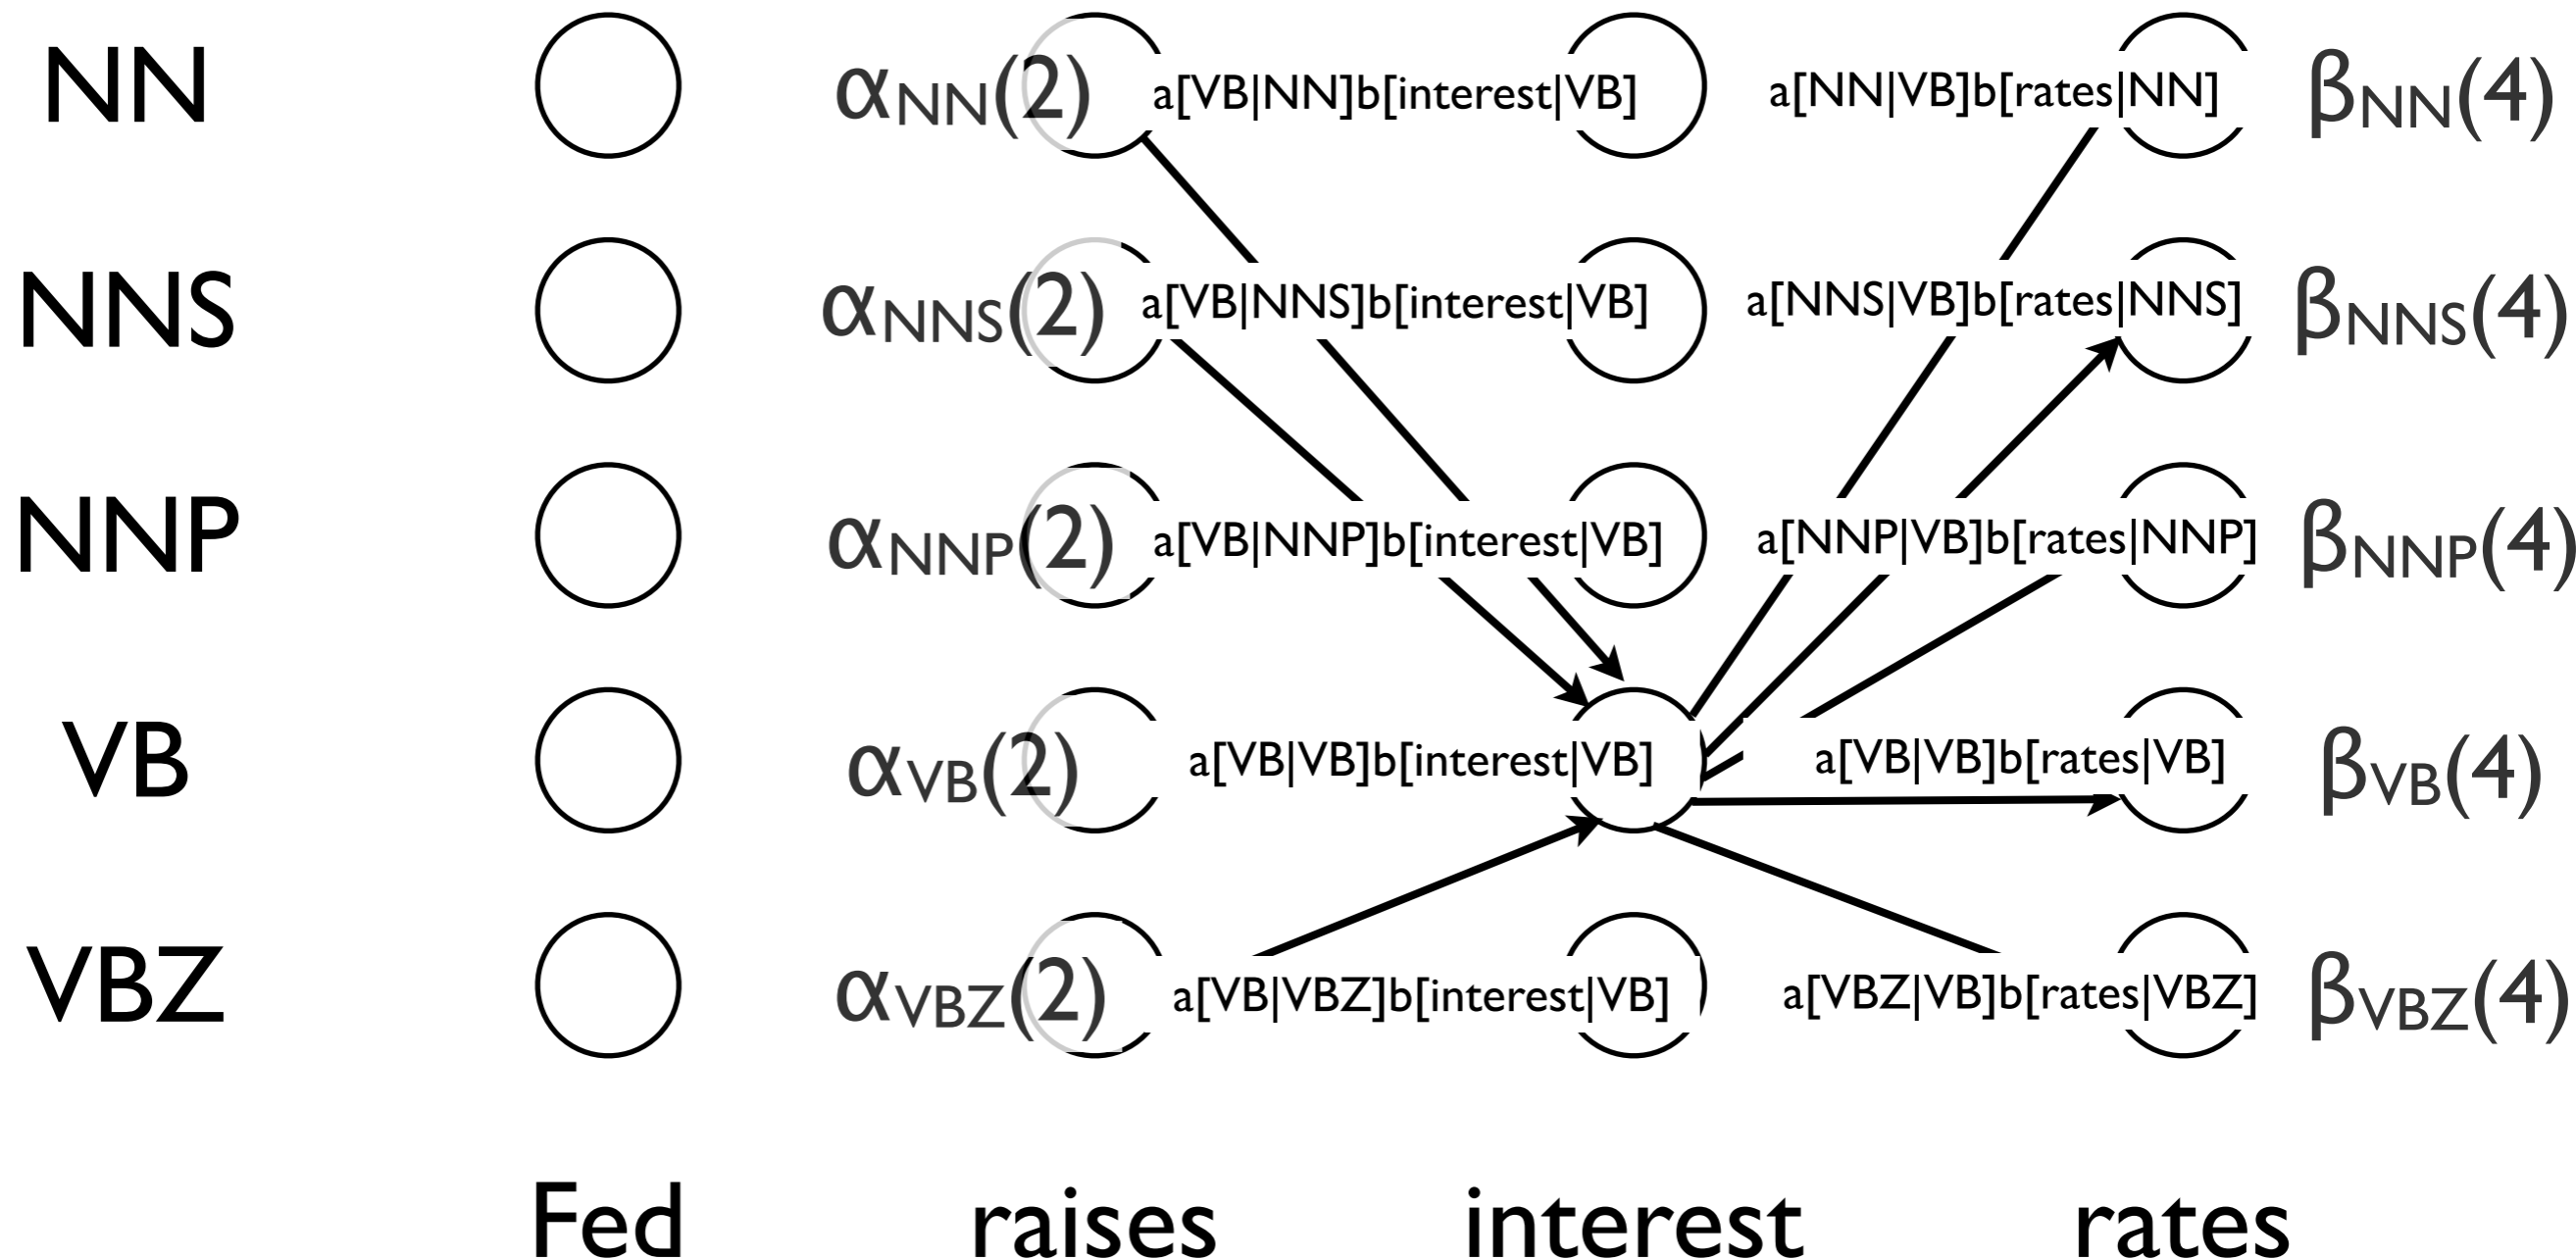 NN αNN(2) a[VB|NN]b[interest|VB] a[NN|VB]b[rates|NN] βNN(4)
NNS αNNS(2) a[VB|NNS]b[interest|VB] a[NNS|VB]b[rates|NNS] βNNS(4)
NNP αNNP(2) a[VB|NNP]b[interest|VB] a[NNP|VB]b[rates|NNP] βNNP(4)
VB αVB(2) a[VB|VB]b[interest|VB] a[VB|VB]b[rates|VB] βVB(4)
VBZ αVBZ(2) a[VB|VBZ]b[interest|VB] a[VBZ|VB]b[rates|VBZ] βVBZ(4)
Fed raises interest rates